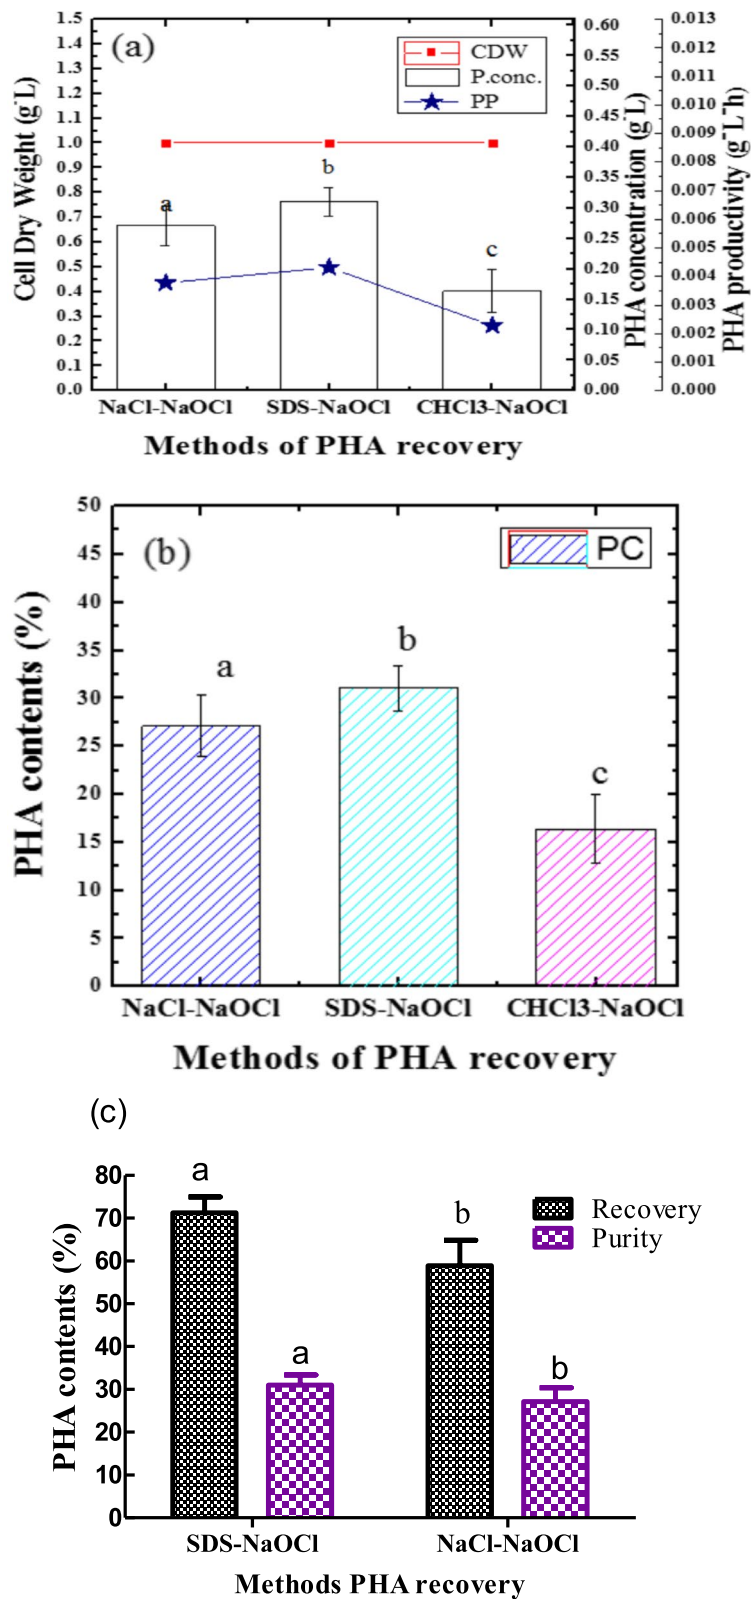 (a)
CDW
P.conc.
PP
1.5
1.4
1.3
1.2
1.1
1.0
0.9
0.8
0.7
0.6
0.5
0.4
0.3
0.2
0.1
0.0
Cell Dry Weight (g-L)
a
b
c
0.60
0.55
0.50
0.45
0.40
0.35
0.30
0.25
0.20
0.15
0.10
0.05
0.00
PHA concentration (g-L)
0.013
0.012
0.011
0.010
0.009
0.008
0.007
0.006
0.005
0.004
0.003
0.002
0.001
0.000
PHA productivity (g-L-h)
NaCl-NaOCl SDS-NaOCl CHCl3-NaOCl
Methods of PHA recovery
(b)
PC
50
45
40
35
30
25
20
15
10
5
0
PHA contents (%)
a
b
c
NaCl-NaOCl SDS-NaOCl CHCl3-NaOCl
Methods of PHA recovery
(c)
80
70
60
50
40
30
20
10
0
PHA contents (%)
a
a
b
b
Recovery
Purity
SDS-NaOCl NaCl-NaOCl
Methods PHA recovery